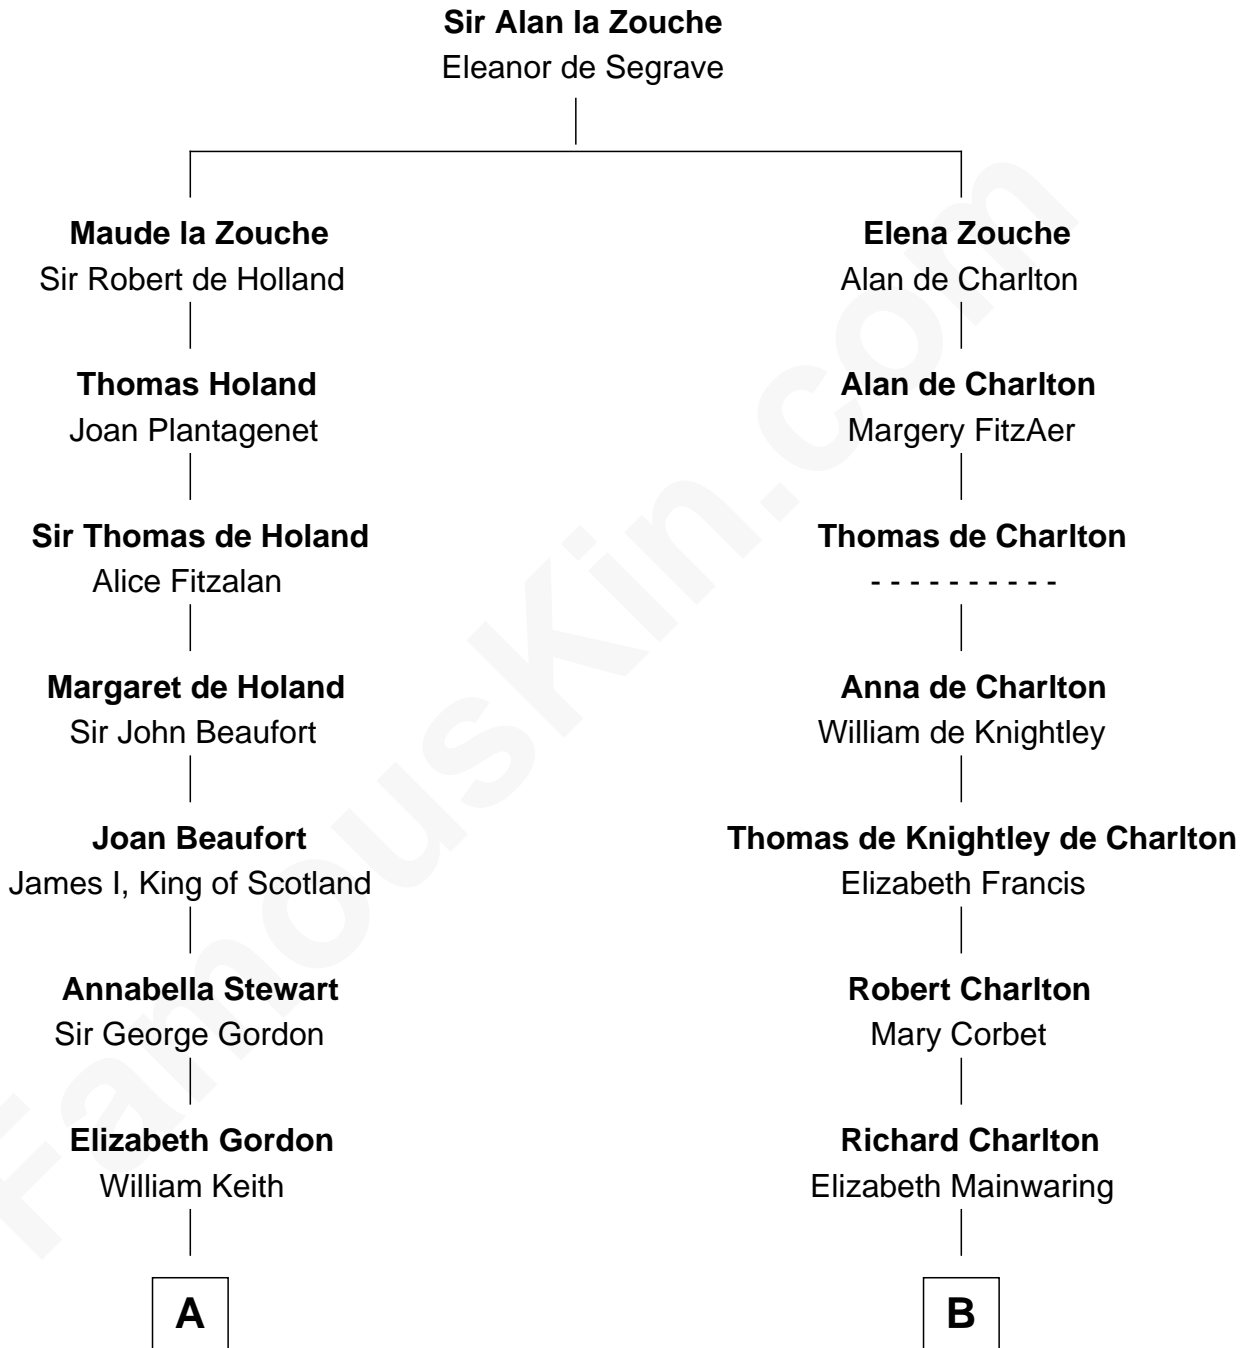 Sir Alan la Zouche
Eleanor de Segrave
Maude la Zouche
Sir Robert de Holland
Thomas Holand
Joan Plantagenet
Sir Thomas de Holand
Alice Fitzalan
Margaret de Holand
Sir John Beaufort
Joan Beaufort
James I, King of Scotland
Annabella Stewart
Sir George Gordon
Elizabeth Gordon
William Keith
A
Elena Zouche
Alan de Charlton
Alan de Charlton
Margery FitzAer
Thomas de Charlton
- - - - - - - - - -
Anna de Charlton
William de Knightley
Thomas de Knightley de Charlton
Elizabeth Francis
Robert Charlton
Mary Corbet
Richard Charlton
Elizabeth Mainwaring
B
FamousKin.com